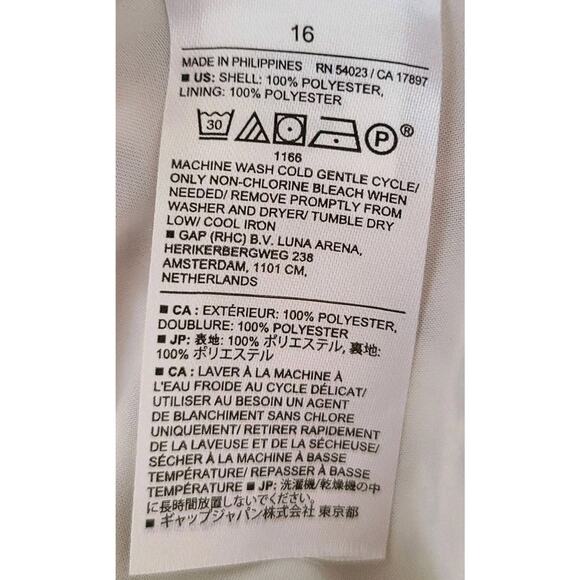 16
MADE IN PHILIPPINES RN 54023 / CA 17897
■ US: SHELL: 100% POLYESTER,
LINING: 100% POLYESTER
30 P ®
1166
MACHINE WASH COLD GENTLE CYCLE/
ONLY NON-CHLORINE BLEACH WHEN
NEEDED/ REMOVE PROMPTLY FROM
WASHER AND DRYER/ TUMBLE DRY
LOW/ COOL IRON
■ GAP (RHC) B.V. LUNA ARENA,
HERIKERBERGWEG 238
AMSTERDAM, 1101 CM,
NETHERLANDS
■ CA : EXTÉRIEUR: 100% POLYESTER,
DOUBLURE: 100% POLYESTER
■ JP: 表地: 100% ポリエステル, 裏地:
100% ポリエステル
■ CA : LAVER À LA MACHINE À
L'EAU FROIDE AU CYCLE DÉLICAT/
UTILISER AU BESOIN UN AGENT
DE BLANCHIMENT SANS CHLORE
UNIQUEMENT/ RETIRER RAPIDEMENT
DE LA LAVEUSE ET DE LA SÉCHEUSE/
SÉCHER À LA MACHINE À BASSE
TEMPÉRATURE/ REPASSER À BASSE
TEMPÉRATURE ■ JP: 洗濯機/乾燥機の中
に長時間放置しないでください。
■ ギャップジャパン株式会社 東京都